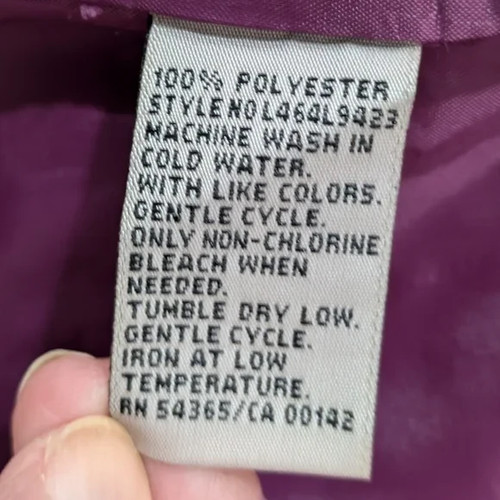 100% POLYESTER
STYLE NO L464L9423
MACHINE WASH IN
COLD WATER.
WITH LIKE COLORS.
GENTLE CYCLE.
ONLY NON-CHLORINE
BLEACH WHEN
NEEDED.
TUMBLE DRY LOW.
GENTLE CYCLE.
IRON AT LOW
TEMPERATURE.
RN 54365/CA 00142